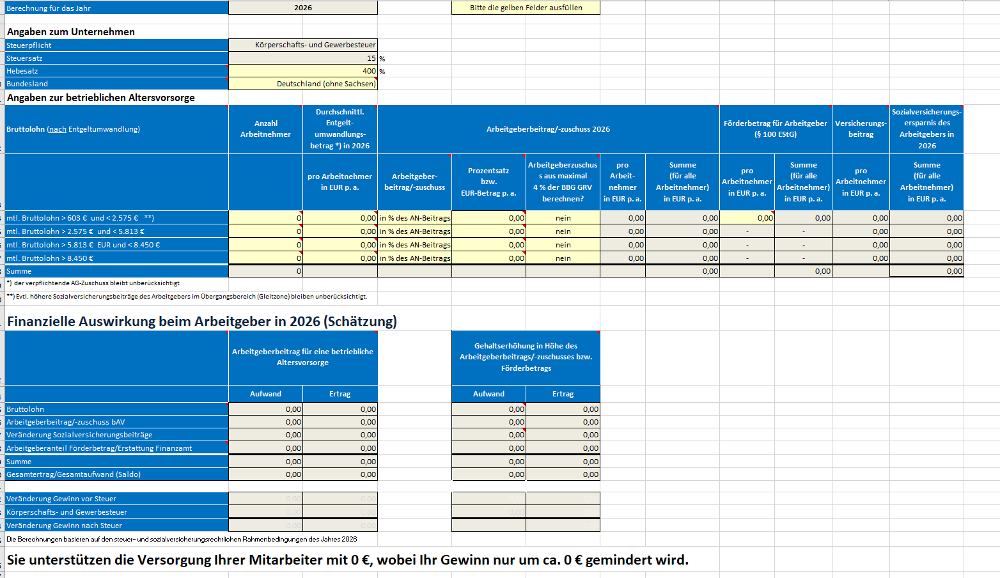 Berechnung für das Jahr 2026 Bitte die gelben Felder ausfüllen
Angaben zum Unternehmen
Steuerpflicht Körperschafts- und Gewerbesteuer
Steuersatz 15 %
Hebesatz 400 %
Bundesland Deutschland (ohne Sachsen)
Angaben zur betrieblichen Altersvorsorge
Bruttolohn (nach Entgeltumwandlung)
Anzahl
Arbeitnehmer
Durchschnittl.
Entgelt-
umwandlungs-
betrag *) in 2026
Arbeitgeberbeitrag/-zuschuss 2026
Förderbetrag für Arbeitgeber
(§ 100 EStG)
Versicherungs-
beitrag
Sozialversicherungs-
ersparnis des
Arbeitgebers in
2026
pro Arbeitnehmer
in EUR p. a.
Arbeitgeber-
beitrag/-zuschuss
Prozentsatz
bzw.
EUR-Betrag p. a.
Arbeitgeberzuschus
s aus maximal
4 % der BBG GRV
berechnen?
pro
Arbeit-
nehmer
in EUR p. a.
Summe
(für alle
Arbeitnehmer)
in EUR p. a.
pro
Arbeitnehmer
in EUR p. a.
Summe
(für alle
Arbeitnehmer)
in EUR p. a.
pro
Arbeitnehmer
in EUR p. a.
Summe
(für alle
Arbeitnehmer)
in EUR p. a.
mtl. Bruttolohn > 603 € und < 2.575 € **) 0 0,00 in % des AN-Beitrags 0,00 nein 0,00 0,00 0,00 0,00 0,00 0,00
mtl. Bruttolohn > 2.575 € und < 5.813 € 0 0,00 in % des AN-Beitrags 0,00 nein 0,00 0,00 - - 0,00 0,00
mtl. Bruttolohn > 5.813 € EUR und < 8.450 € 0 0,00 in % des AN-Beitrags 0,00 nein 0,00 0,00 - - 0,00 0,00
mtl. Bruttolohn > 8.450 € 0 0,00 in % des AN-Beitrags 0,00 nein 0,00 0,00 - - 0,00 0,00
Summe 0 0,00 0,00 0,00
*) der verpflichtende AG-Zuschuss bleibt unberücksichtigt
**) Evtl. höhere Sozialversicherungsbeiträge des Arbeitgebers im Übergangsbereich (Gleitzone) bleiben unberücksichtigt.
Finanzielle Auswirkung beim Arbeitgeber in 2026 (Schätzung)
Arbeitgeberbeitrag für eine betriebliche
Altersvorsorge
Gehaltserhöhung in Höhe des
Arbeitgeberbeitrags/-zuschusses bzw.
Förderbetrags
Aufwand Ertrag Aufwand Ertrag
Bruttolohn 0,00 0,00 0,00 0,00
Arbeitgeberbeitrag/-zuschuss bAV 0,00 0,00 0,00 0,00
Veränderung Sozialversicherungsbeiträge 0,00 0,00 0,00 0,00
Arbeitgeberanteil Förderbetrag/Erstattung Finanzamt 0,00 0,00 0,00 0,00
Summe 0,00 0,00 0,00 0,00
Gesamtertrag/Gesamtaufwand (Saldo) 0,00 0,00 0,00 0,00
Veränderung Gewinn vor Steuer 0,00 0,00 0,00
Körperschafts- und Gewerbesteuer 0,00 0,00 0,00
Veränderung Gewinn nach Steuer 0,00 0,00
Die Berechnungen basieren auf den steuer- und sozialversicherungsrechtlichen Rahmenbedingungen des Jahres 2026
Sie unterstützen die Versorgung Ihrer Mitarbeiter mit 0 €, wobei Ihr Gewinn nur um ca. 0 € gemindert wird.